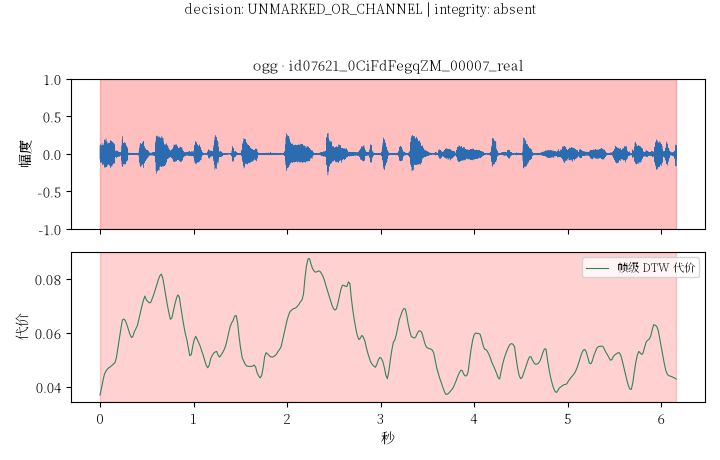 decision: UNMARKED_OR_CHANNEL | integrity: absent
ogg · id07621_0CiFdFegqZM_00007_real
幅度
1.0
0.5
0.0
-0.5
-1.0
帧级 DTW 代价
代价
0.08
0.06
0.04
0 1 2 3 4 5 6
秒